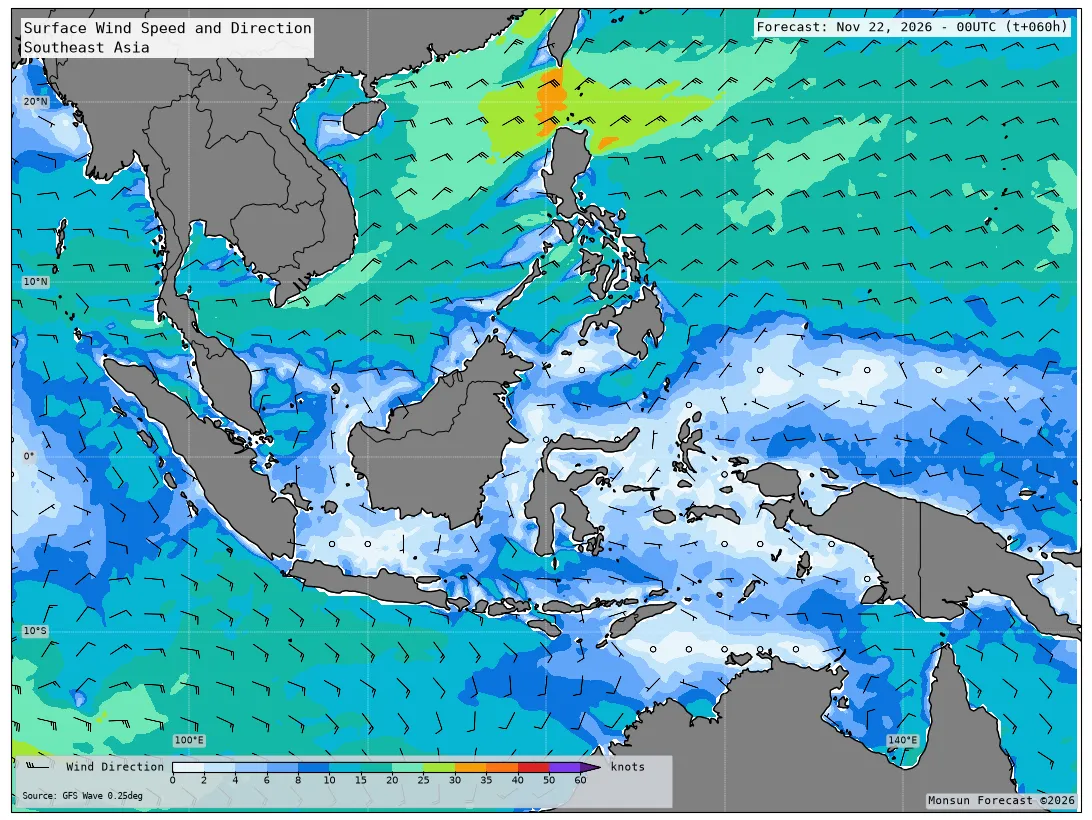 Surface Wind Speed and Direction
Southeast Asia
Forecast: Nov 22, 2026 - 00UTC (t+060h)
20°N
10°N
0°
10°S
100°E
140°E
Wind Direction
0 2 4 6 8 10 15 20 25 30 35 40 50 60
knots
Source: GFS Wave 0.25deg
Monsun Forecast ©2026